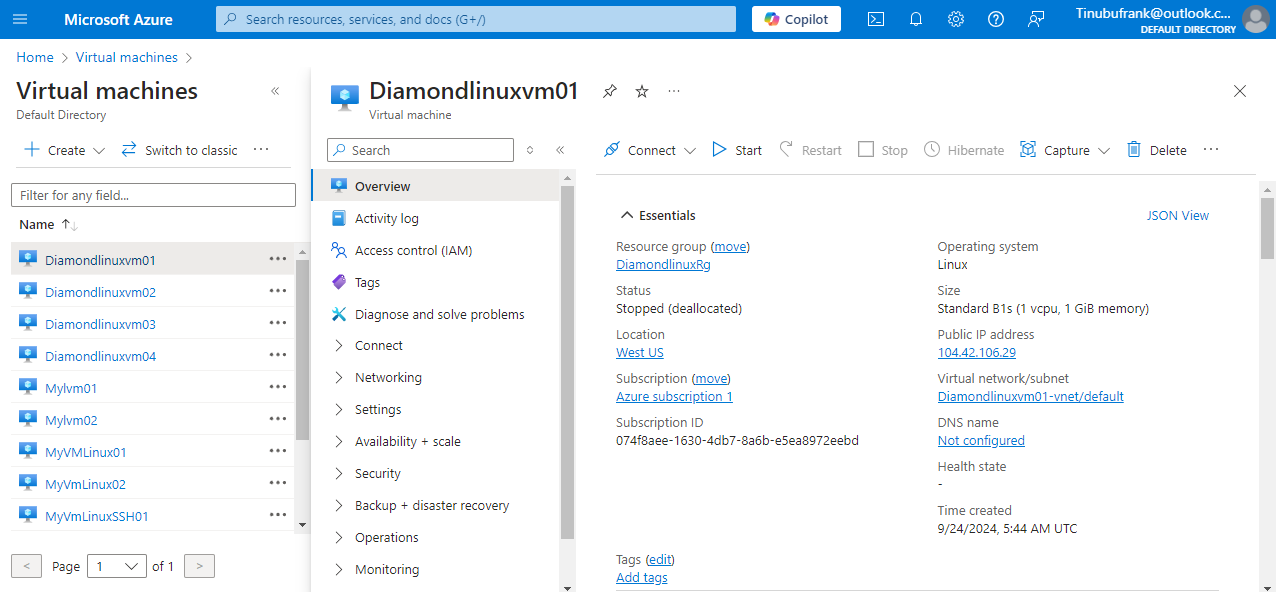 Microsoft Azure
Search resources, services, and docs (G+/)
Copilot
Tinubufrank@outlook.c...
DEFAULT DIRECTORY
Home > Virtual machines >
Virtual machines
Default Directory
Create
Switch to classic
Filter for any field...
Name
Diamondlinuxvm01
Diamondlinuxvm02
Diamondlinuxvm03
Diamondlinuxvm04
Mylvm01
Mylvm02
MyVMLinux01
MyVmLinux02
MyVmLinuxSSH01
< Page 1 of 1 >
Diamondlinuxvm01
Virtual machine
Search
Overview
Activity log
Access control (IAM)
Tags
Diagnose and solve problems
Connect
Networking
Settings
Availability + scale
Security
Backup + disaster recovery
Operations
Monitoring
Connect Start Restart Stop Hibernate Capture Delete
Essentials
JSON View
Resource group (move)
DiamondlinuxRg
Status
Stopped (deallocated)
Location
West US
Subscription (move)
Azure subscription 1
Subscription ID
074f8aee-1630-4db7-8a6b-e5ea8972eebd
Operating system
Linux
Size
Standard B1s (1 vcpu, 1 GiB memory)
Public IP address
104.42.106.29
Virtual network/subnet
Diamondlinuxvm01-vnet/default
DNS name
Not configured
Health state
-
Time created
9/24/2024, 5:44 AM UTC
Tags (edit)
Add tags